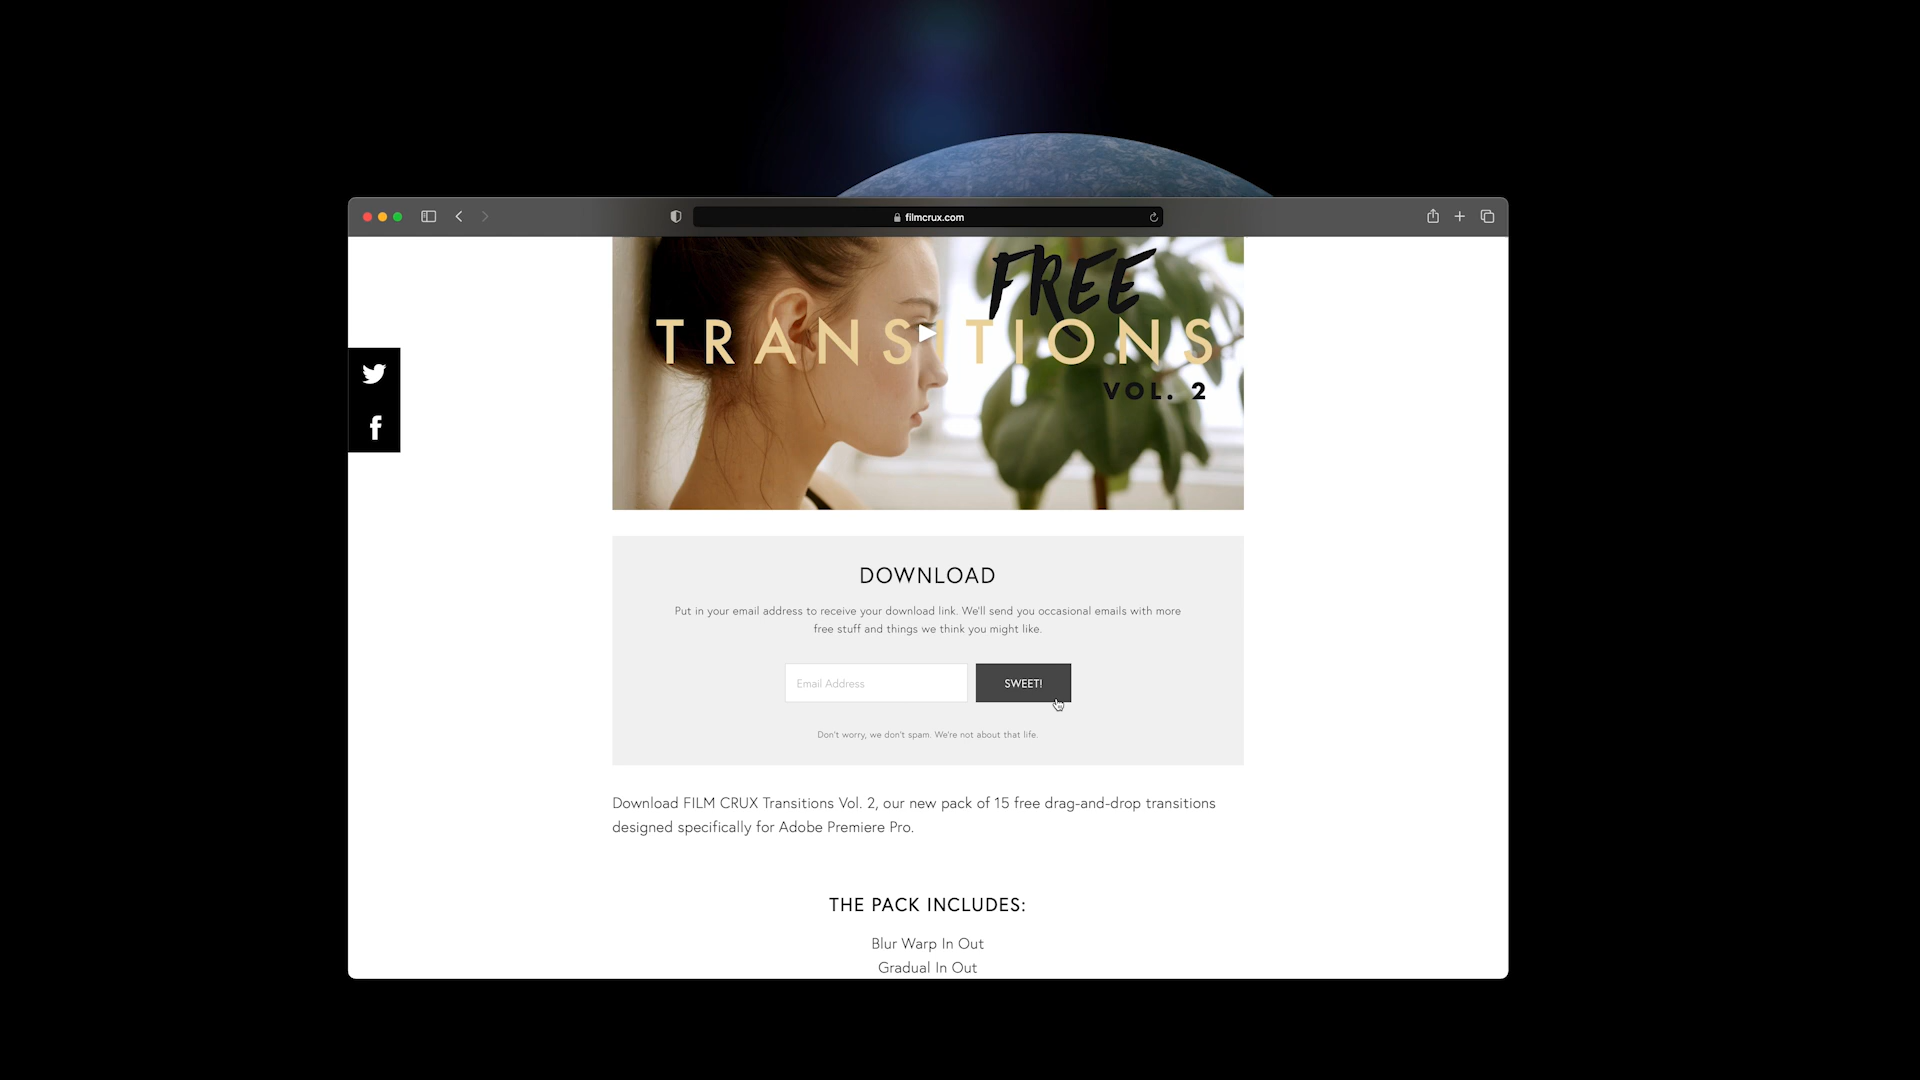 filmcrux.com
FREE
TRANSITIONS
VOL. 2
DOWNLOAD
Put in your email address to receive your download link. We'll send you occasional emails with more
free stuff and things we think you might like.
Email Address
SWEET!
Don't worry, we don't spam. We're not about that life.
Download FILM CRUX Transitions Vol. 2, our new pack of 15 free drag-and-drop transitions
designed specifically for Adobe Premiere Pro.
THE PACK INCLUDES:
Blur Warp In Out
Gradual In Out